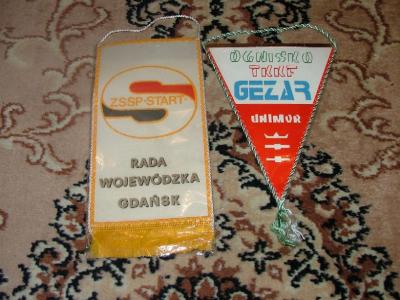 ZSSP-START-
RADA
WOJEWÓDZKA
GDAŃSK
OGNISKO
TKKF
GEZAR
UNIMOR